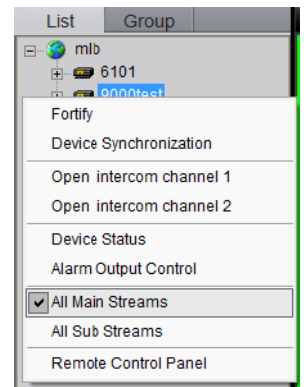 List Group
mlb
6101
9000test
Fortify
Device Synchronization
Open intercom channel 1
Open intercom channel 2
Device Status
Alarm Output Control
All Main Streams
All Sub Streams
Remote Control Panel